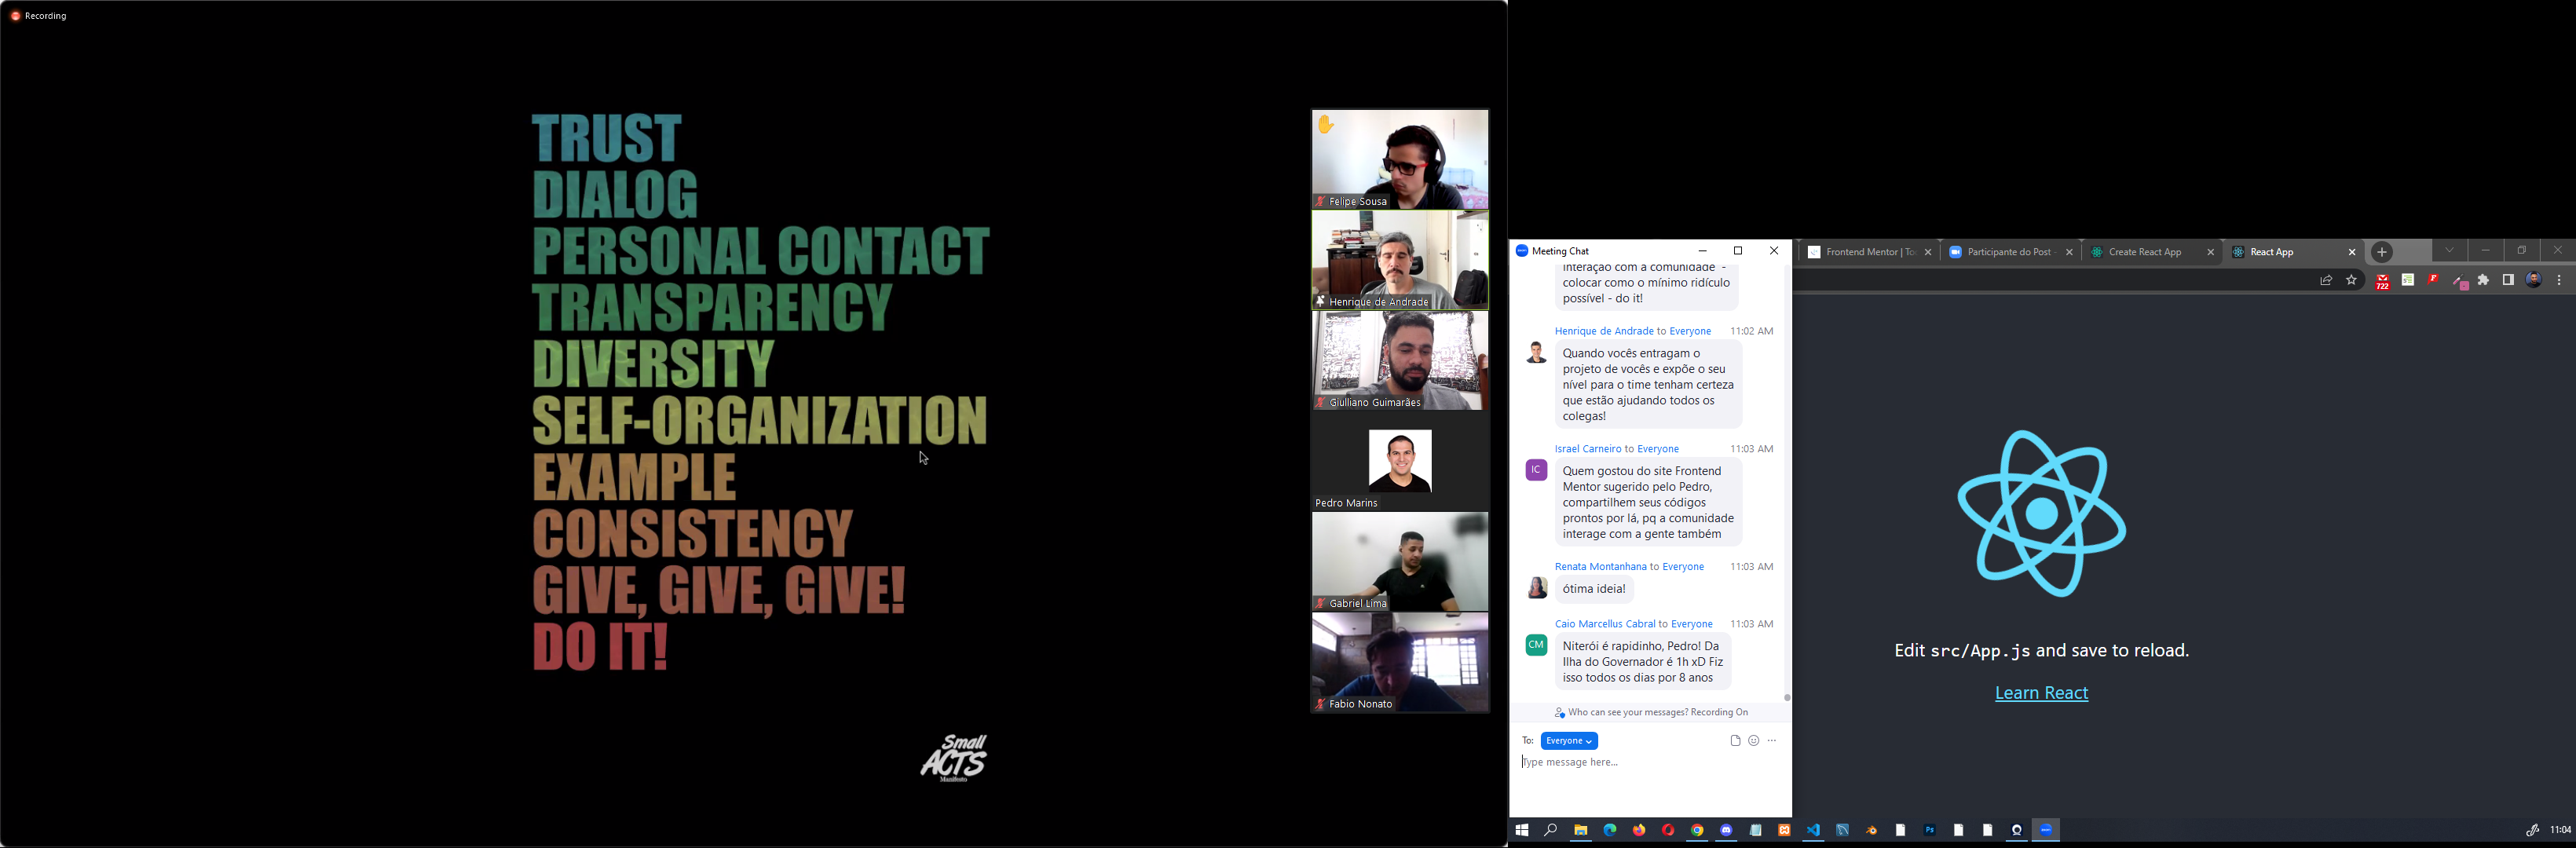 Recording
TRUST
DIALOG
PERSONAL CONTACT
TRANSPARENCY
DIVERSITY
SELF-ORGANIZATION
EXAMPLE
CONSISTENCY
GIVE, GIVE, GIVE!
DO IT!
Small
ACTS
Manifesto
Felipe Sousa
Henrique de Andrade
Giulliano Guimarães
Pedro Marins
Gabriel Lima
Fabio Nonato
Meeting Chat
interação com a comunidade -
colocar como o mínimo ridículo
possível - do it!
Henrique de Andrade to Everyone 11:02 AM
Quando vocês entragam o
projeto de vocês e expõe o seu
nível para o time tenham certeza
que estão ajudando todos os
colegas!
Israel Carneiro to Everyone 11:03 AM
IC
Quem gostou do site Frontend
Mentor sugerido pelo Pedro,
compartilhem seus códigos
prontos por lá, pq a comunidade
interage com a gente também
Renata Montanhana to Everyone 11:03 AM
ótima ideia!
Caio Marcellus Cabral to Everyone 11:03 AM
CM
Niterói é rapidinho, Pedro! Da
Ilha do Governador é 1h xD Fiz
isso todos os dias por 8 anos
Who can see your messages? Recording On
To: Everyone
Type message here...
Frontend Mentor | To
Participante do Post
Create React App
React App
722
Edit src/App.js and save to reload.
Learn React
Ps
11:04